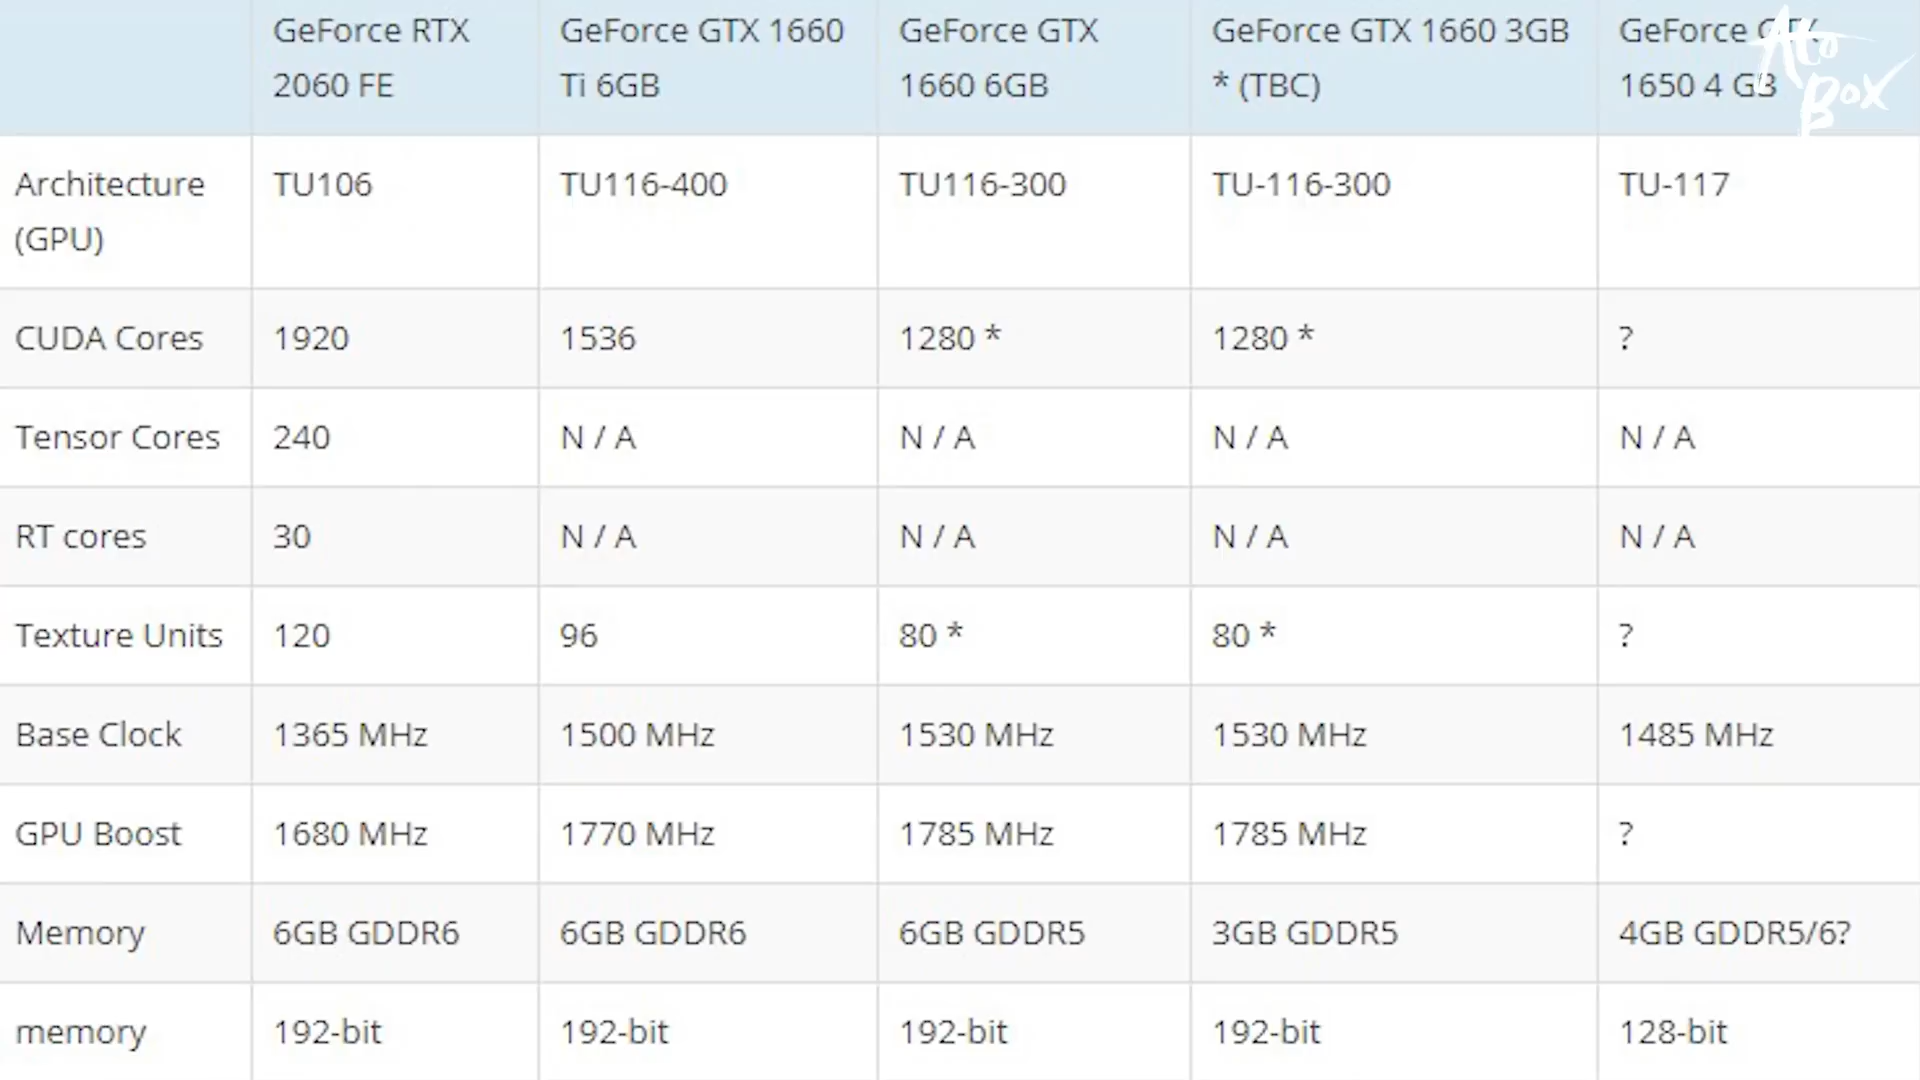 GeForce RTX 2060 FE GeForce GTX 1660 Ti 6GB GeForce GTX 1660 6GB GeForce GTX 1660 3GB * (TBC) GeForce GTX 1650 4 GB
Ato Box
Architecture (GPU) TU106 TU116-400 TU116-300 TU-116-300 TU-117
CUDA Cores 1920 1536 1280 * 1280 * ?
Tensor Cores 240 N / A N / A N / A N / A
RT cores 30 N / A N / A N / A N / A
Texture Units 120 96 80 * 80 * ?
Base Clock 1365 MHz 1500 MHz 1530 MHz 1530 MHz 1485 MHz
GPU Boost 1680 MHz 1770 MHz 1785 MHz 1785 MHz ?
Memory 6GB GDDR6 6GB GDDR6 6GB GDDR5 3GB GDDR5 4GB GDDR5/6?
memory 192-bit 192-bit 192-bit 192-bit 128-bit